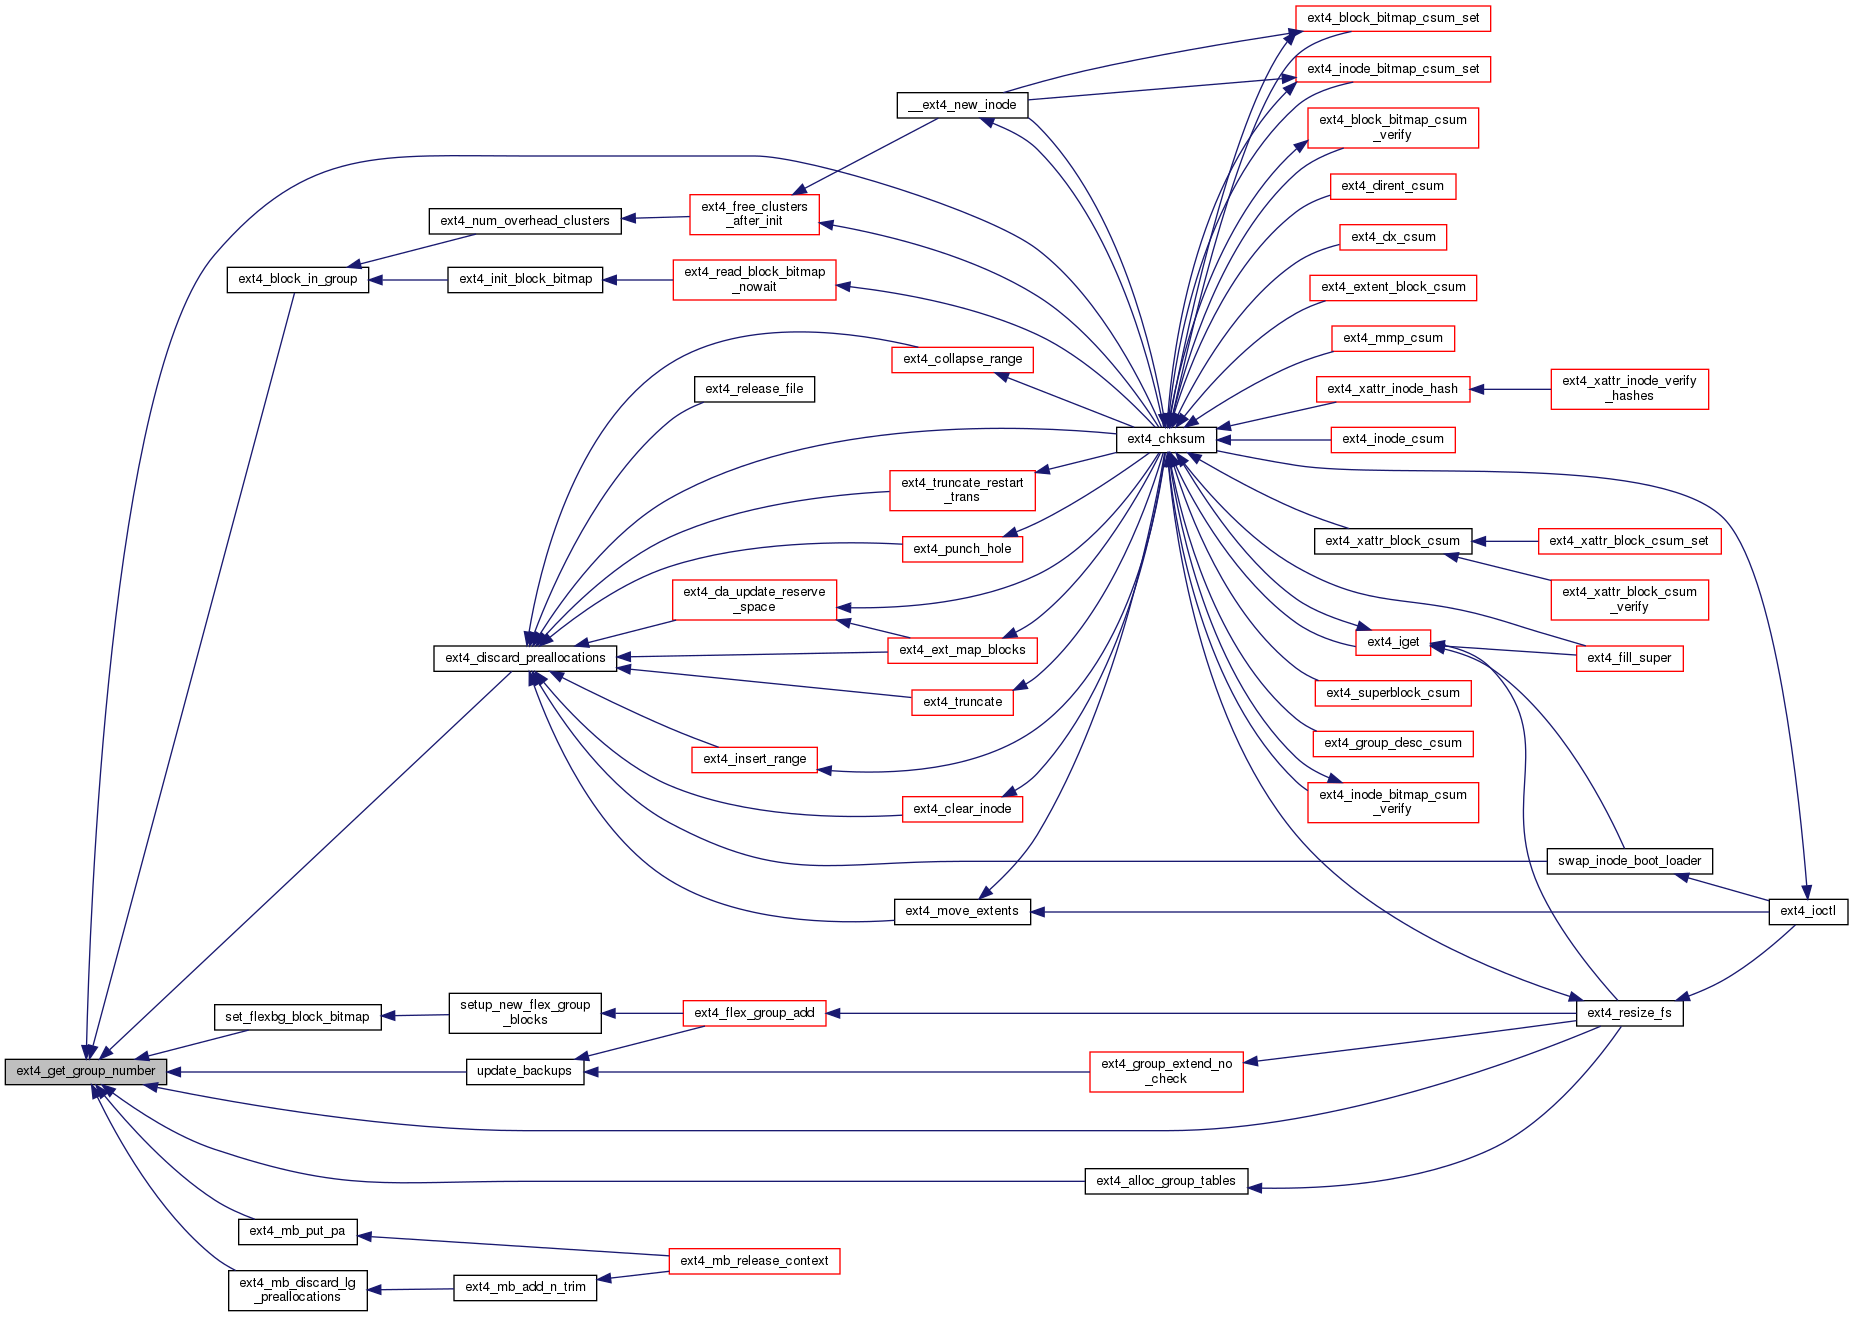 ext4_block_bitmap_csum_set
ext4_inode_bitmap_csum_set
__ext4_new_inode
ext4_block_bitmap_csum
_verify
ext4_dirent_csum
ext4_free_clusters
_after_init
ext4_num_overhead_clusters
ext4_dx_csum
ext4_block_in_group
ext4_init_block_bitmap
ext4_read_block_bitmap
_nowait
ext4_extent_block_csum
ext4_mmp_csum
ext4_collapse_range
ext4_release_file
ext4_xattr_inode_hash
ext4_xattr_inode_verify
_hashes
ext4_chksum
ext4_inode_csum
ext4_truncate_restart
_trans
ext4_punch_hole
ext4_xattr_block_csum
ext4_xattr_block_csum_set
ext4_da_update_reserve
_space
ext4_xattr_block_csum
_verify
ext4_discard_preallocations
ext4_ext_map_blocks
ext4_iget
ext4_fill_super
ext4_truncate
ext4_superblock_csum
ext4_insert_range
ext4_group_desc_csum
ext4_clear_inode
ext4_inode_bitmap_csum
_verify
swap_inode_boot_loader
ext4_move_extents
ext4_ioctl
set_flexbg_block_bitmap
setup_new_flex_group
_blocks
ext4_flex_group_add
ext4_resize_fs
ext4_get_group_number
update_backups
ext4_group_extend_no
_check
ext4_alloc_group_tables
ext4_mb_put_pa
ext4_mb_release_context
ext4_mb_discard_lg
_preallocations
ext4_mb_add_n_trim